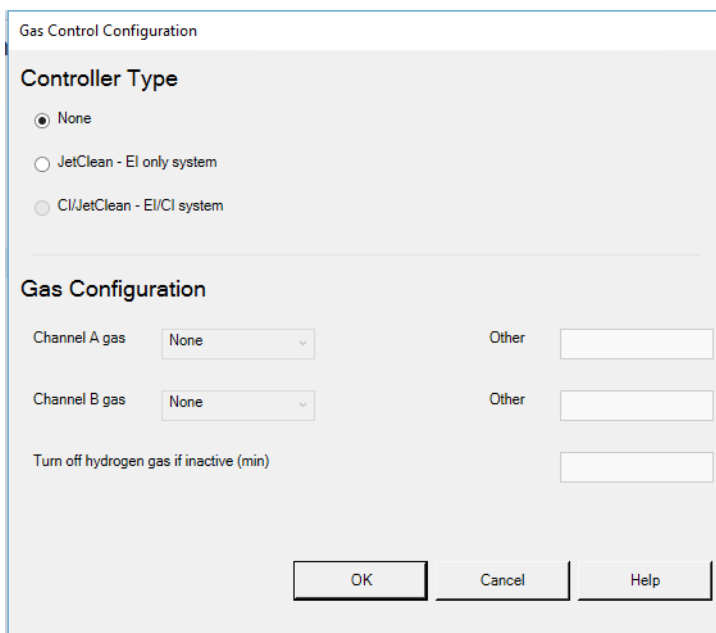 Gas Control Configuration
Controller Type
None
JetClean - EI only system
CI/JetClean - EI/CI system
Gas Configuration
Channel A gas None Other
Channel B gas None Other
Turn off hydrogen gas if inactive (min)
OK Cancel Help